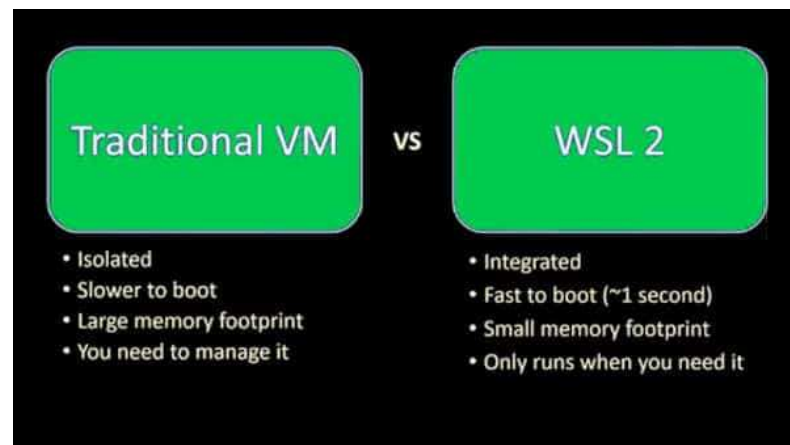 Traditional VM
vs
WSL 2
• Isolated
• Slower to boot
• Large memory footprint
• You need to manage it
• Integrated
• Fast to boot (~1 second)
• Small memory footprint
• Only runs when you need it